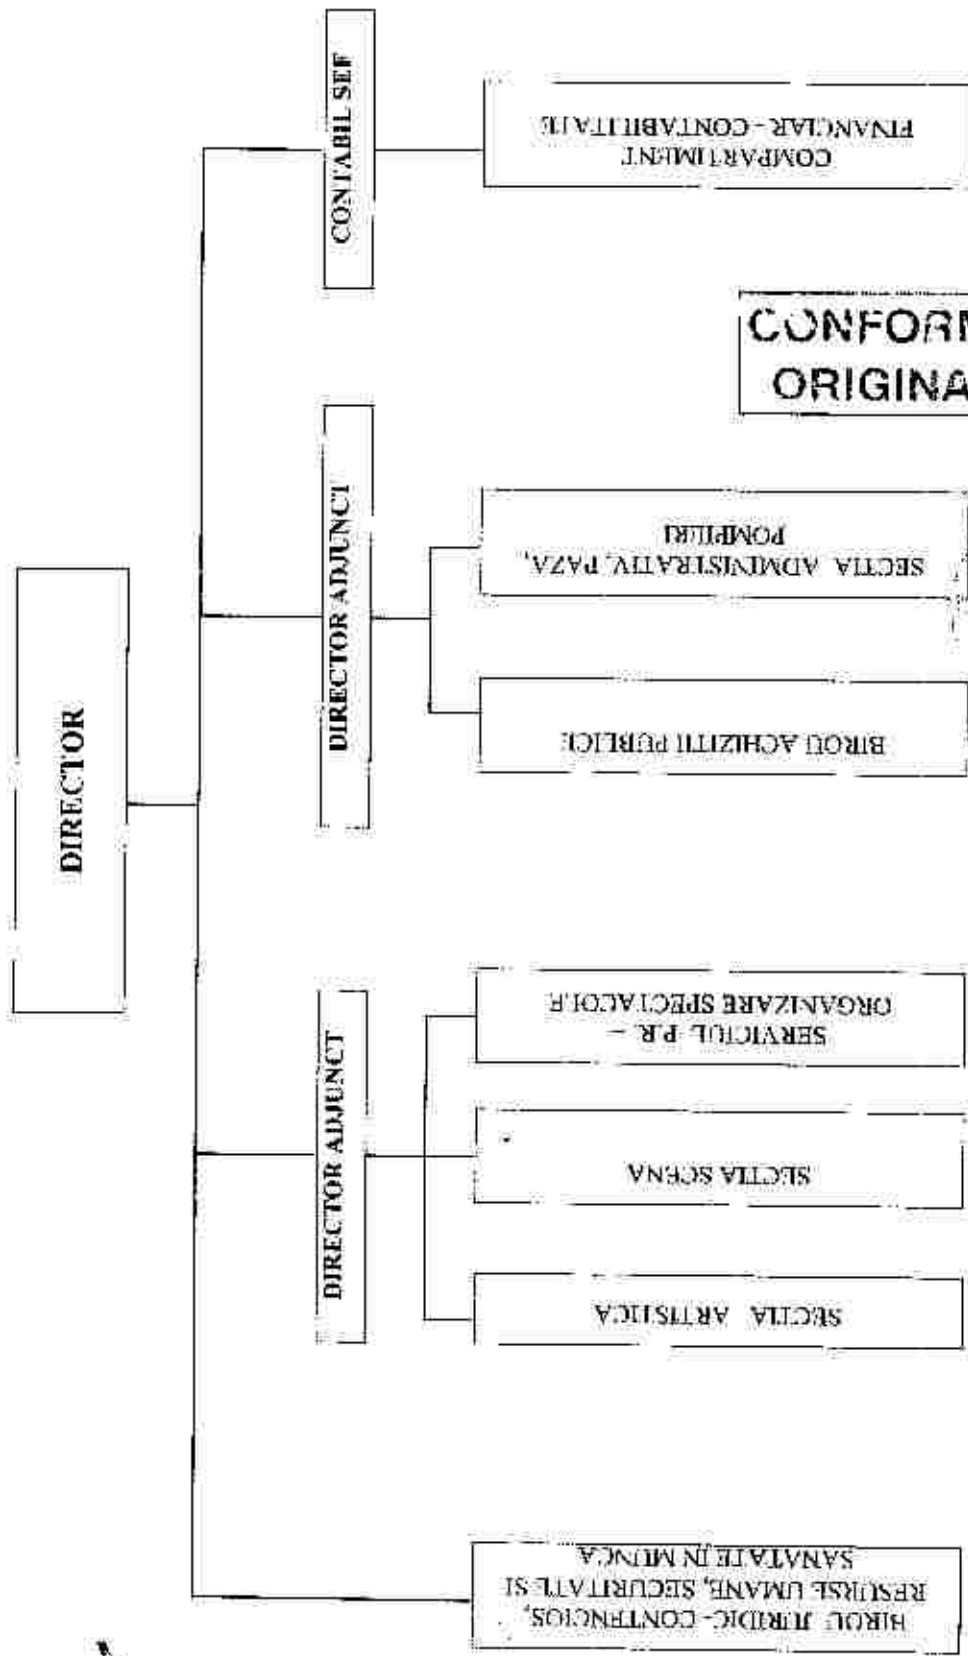 DIRECTOR
DIRECTOR ADJUNCT
DIRECTOR ADJUNCT
CONTABIL SEF
BIROU JURIDIC - CONTENCIOS,
RESURSE UMANE, SECURITATE SI
SANATATE IN MUNCA
SECTIA ARTISTICA
SECTIA SCENA
SERVICIUL P.R. –
ORGANIZARE SPECTACOLE
BIROU ACHIZITII PUBLICE
SECTIA ADMINISTRATIV, PAZA,
POMPIERI
COMPARTIMENT
FINANCIAR - CONTABILITATE
CONFORM
ORIGINA